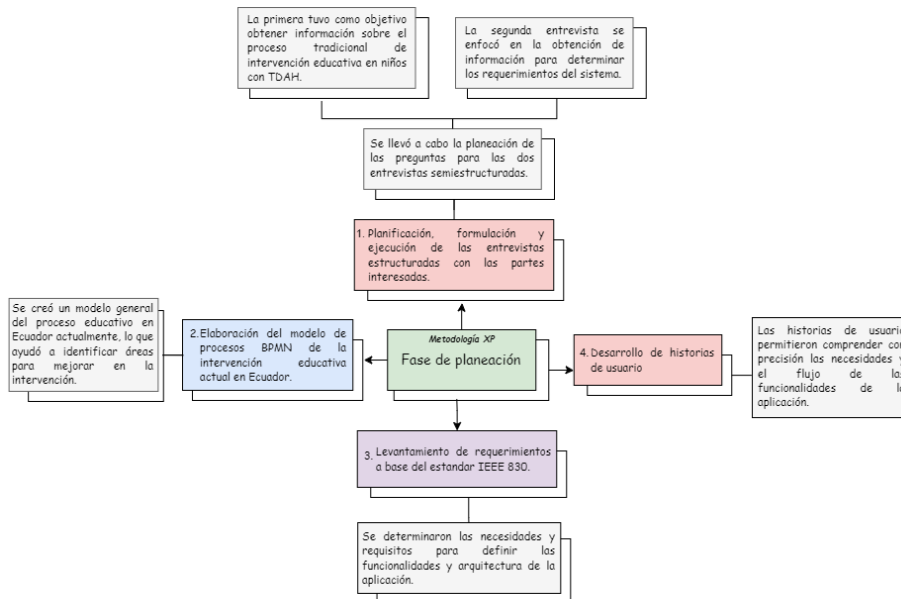 La primera tuvo como objetivo
obtener información sobre el
proceso tradicional de
intervención educativa en niños
con TDAH.
La segunda entrevista se
enfocó en la obtención de
información para determinar
los requerimientos del sistema.
Se llevó a cabo la planeación de
las preguntas para las dos
entrevistas semiestructuradas.
1. Planificación, formulación y
ejecución de las entrevistas
estructuradas con las partes
interesadas.
Se creó un modelo general
del proceso educativo en
Ecuador actualmente, lo que
ayudó a identificar áreas
para mejorar en la
intervención.
2. Elaboración del modelo de
procesos BPMN de la
intervención educativa
actual en Ecuador.
Metodología XP
Fase de planeación
4. Desarrollo de historias
de usuario
Las historias de usuario
permitieron comprender con
precisión las necesidades y
el flujo de las
funcionalidades de la
aplicación.
3. Levantamiento de requerimientos
a base del estandar IEEE 830.
Se determinaron las necesidades y
requisitos para definir las
funcionalidades y arquitectura de la
aplicación.